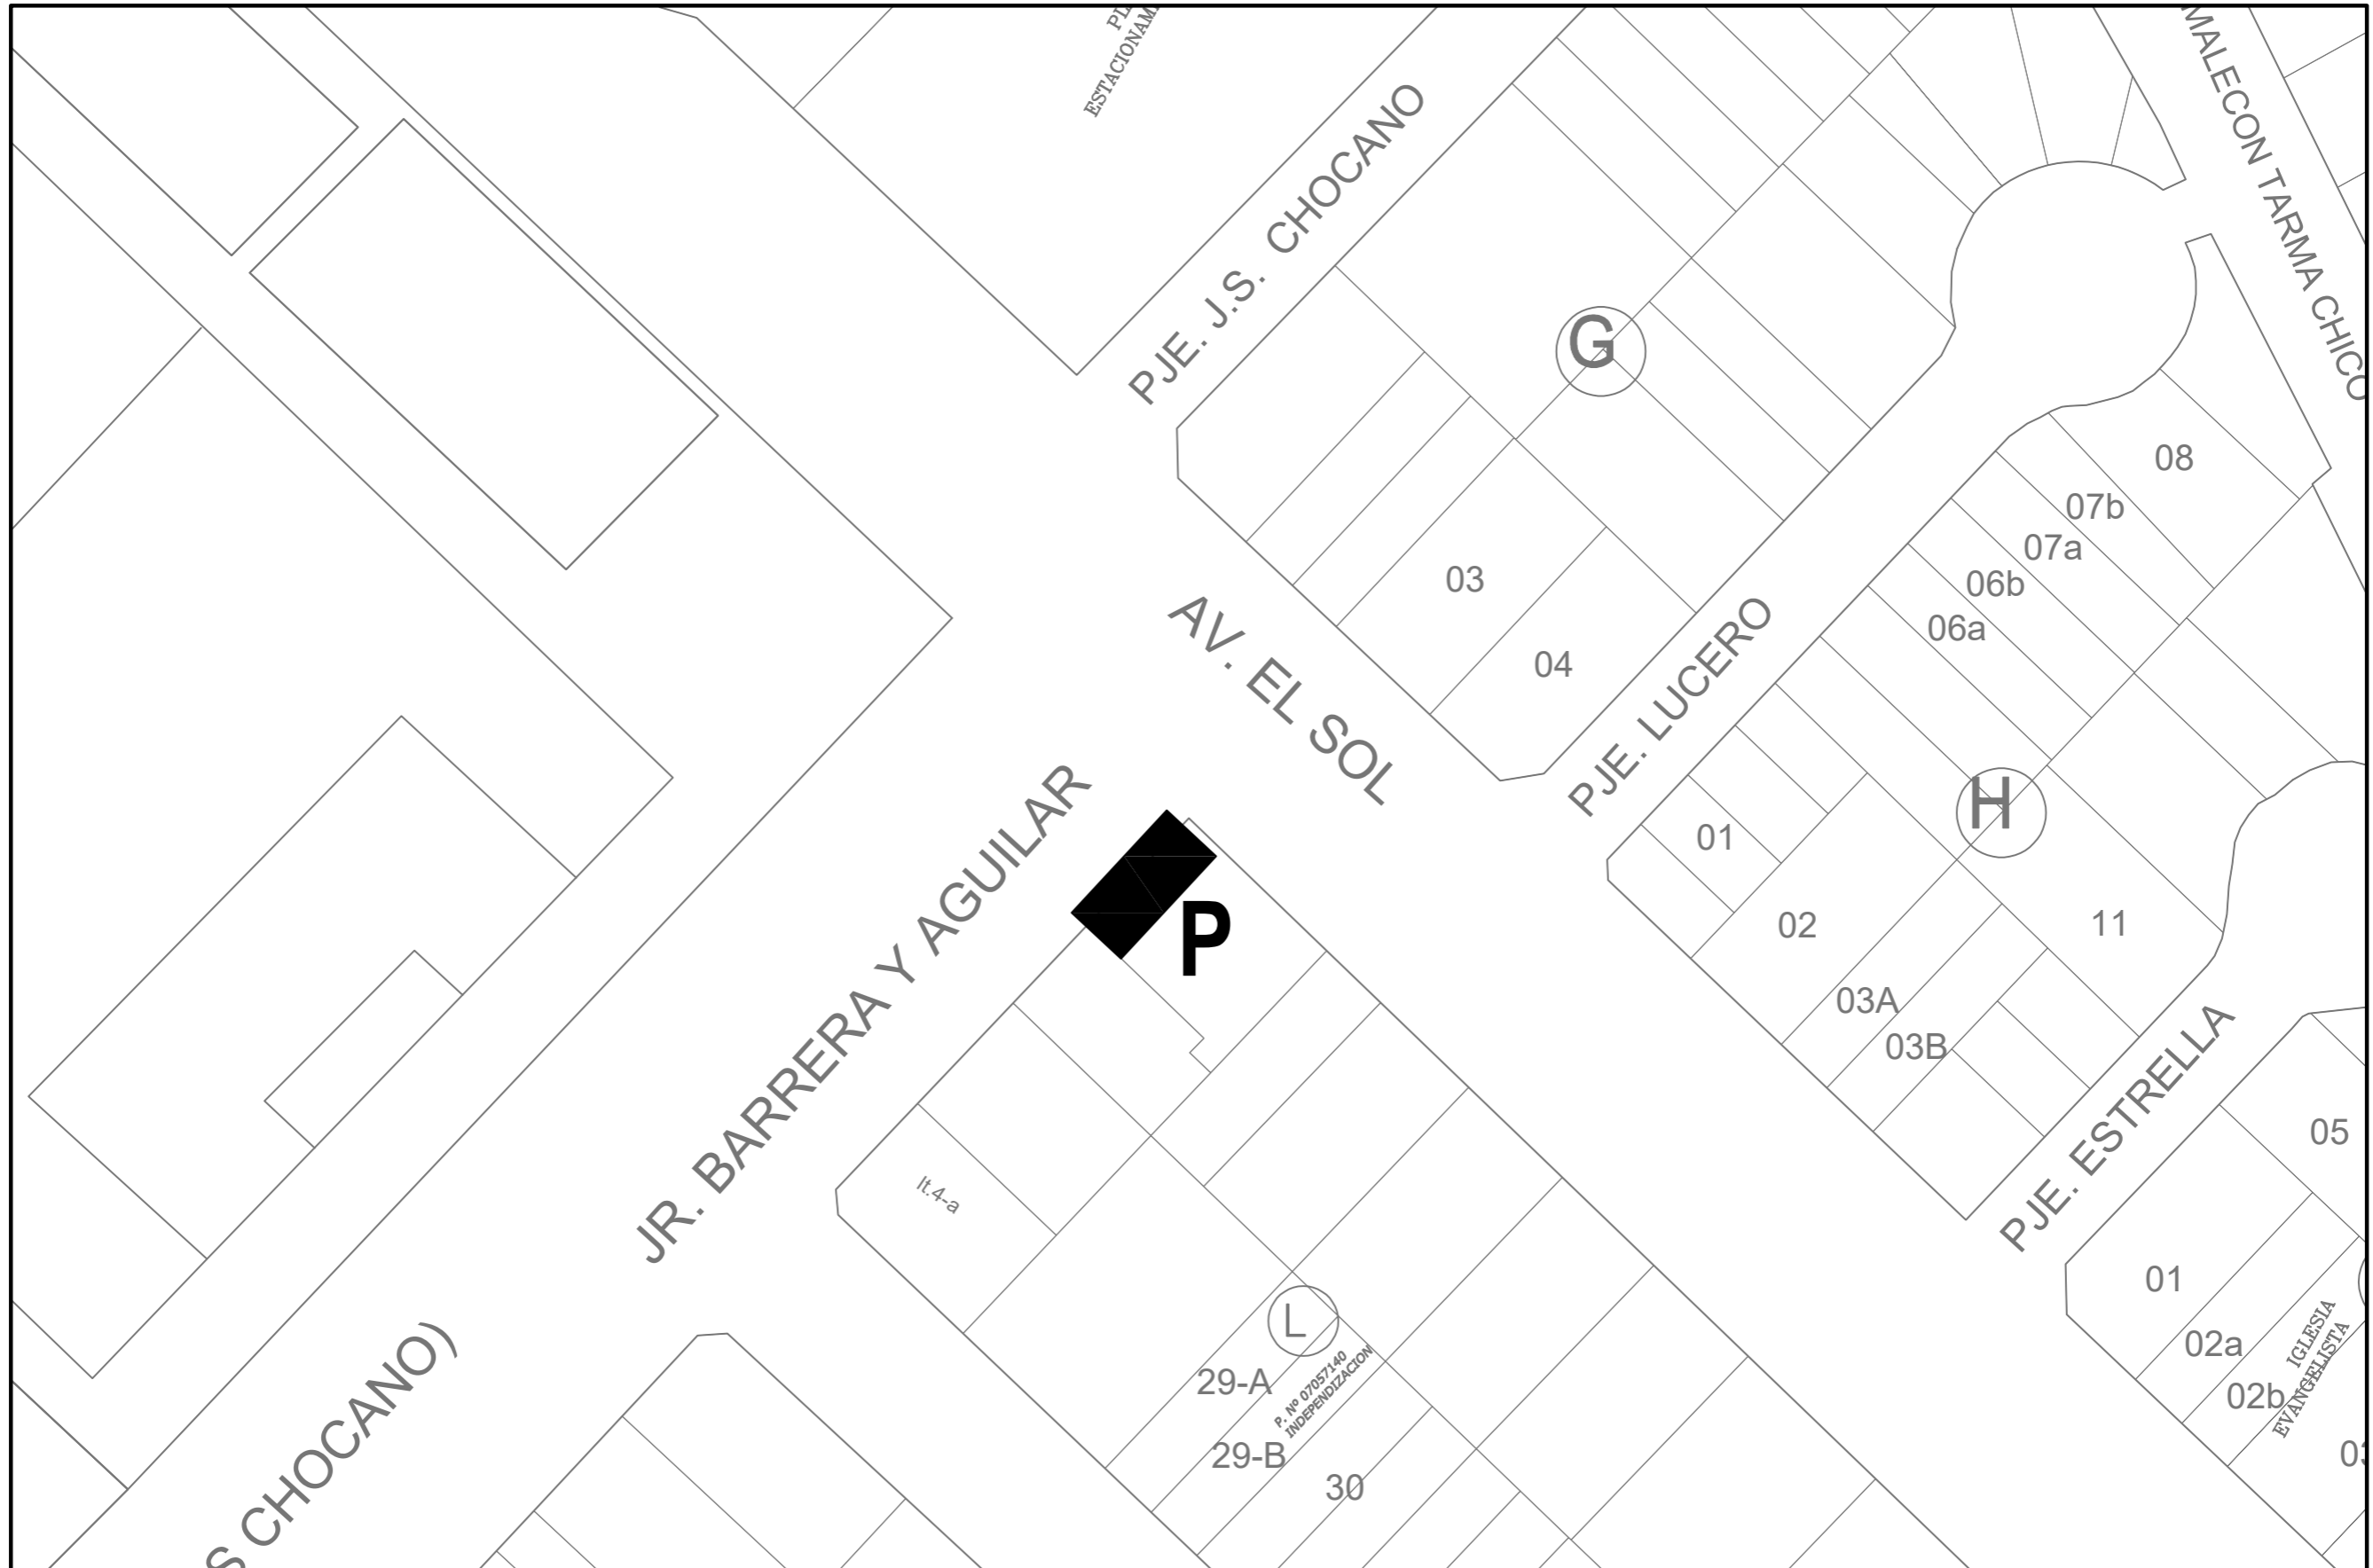 ESTACIONAM
MALECON TARMA CHICO
PJE. J.S. CHOCANO
G
08
07b
07a
03
06b
06a
AV. EL SOL
04
PJE. LUCERO
JR. BARRERA Y AGUILAR
H
01
P
02
11
03A
03B
PJE. ESTRELLA
05
lt.4-a
01
L
IGLESIA
EVANGELISTA
02a
29-A
P. Nº 07057140
INDEPENDIZACION
02b
29-B
30
S CHOCANO)